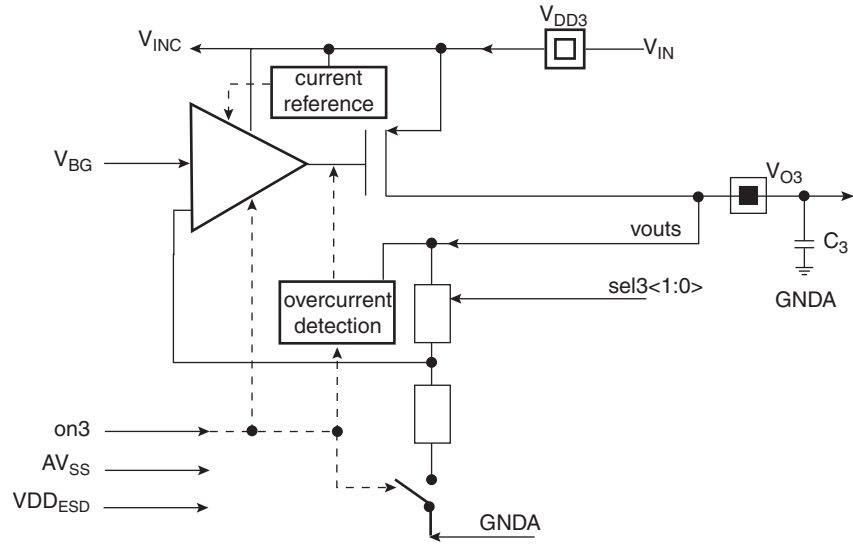 V_DD3
V_INC
V_IN
current
reference
V_BG
V_O3
vouts
C_3
overcurrent
detection
sel3<1:0>
GNDA
on3
AV_SS
VDD_ESD
GNDA